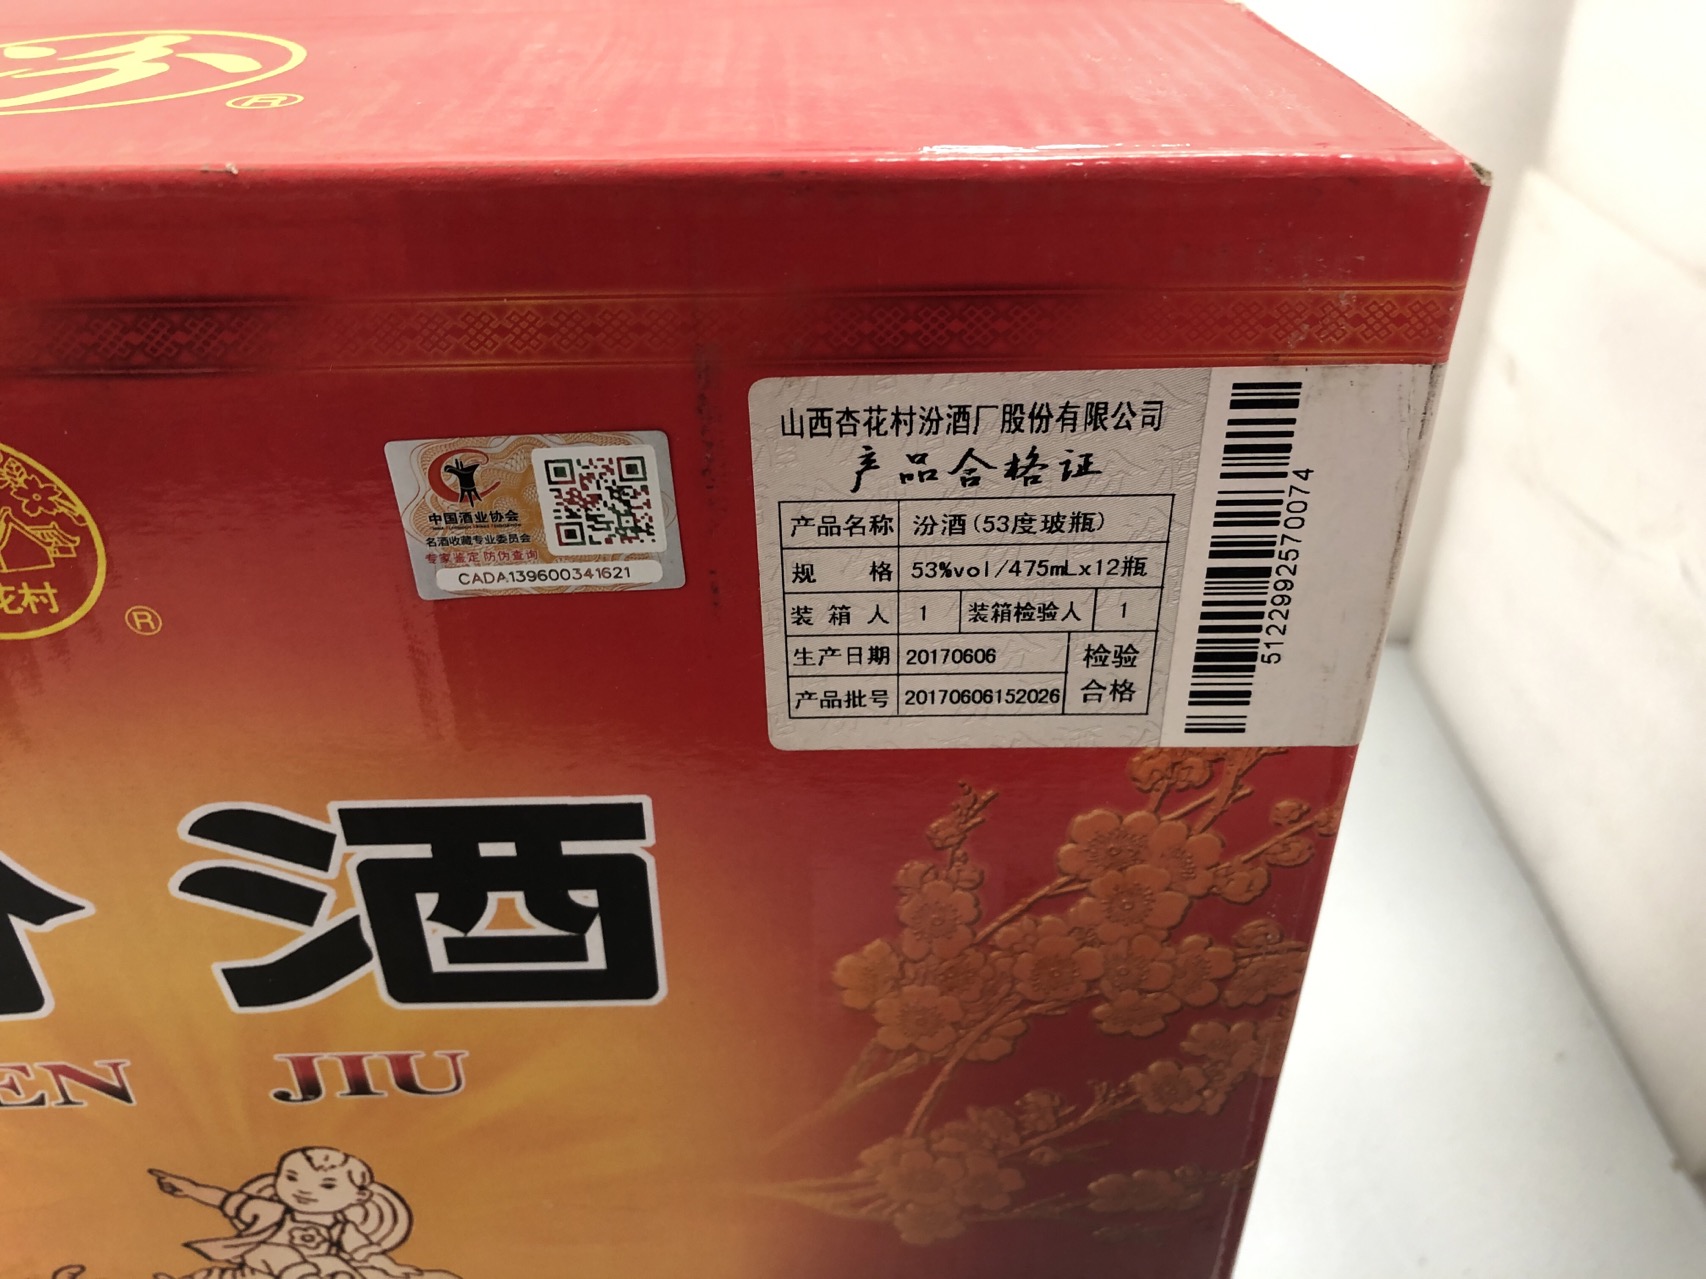 汾
®
花村
®
中国酒业协会
名酒收藏专业委员会
专家鉴定 防伪查询
CADA139600341621
山西杏花村汾酒厂股份有限公司
产品合格证
产品名称 汾酒(53度玻瓶)
规 格 53%vol/475mLx12瓶
装 箱 人 1 装箱检验人 1
生产日期 20170606 检验
产品批号 20170606152026 合格
5122992570074
酒
EN JIU